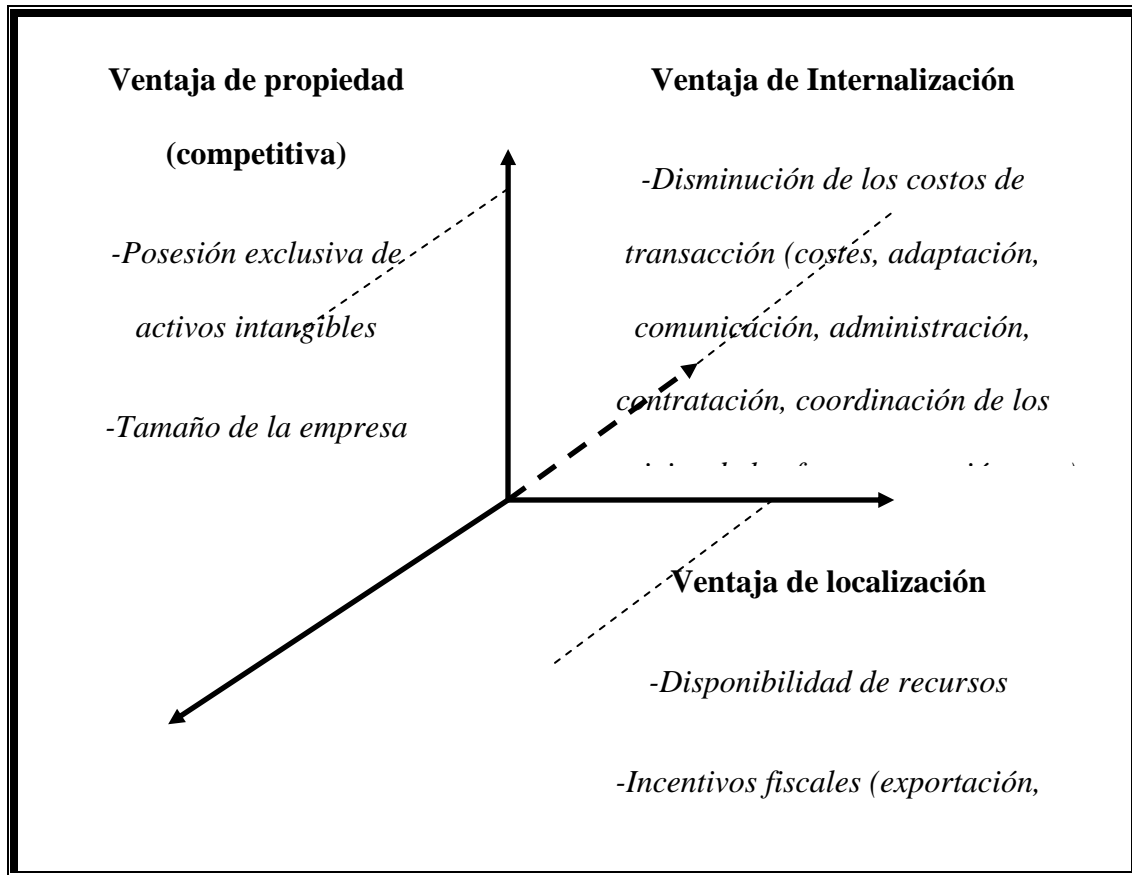 Ventaja de propiedad
(competitiva)
-Posesión exclusiva de
activos intangibles
-Tamaño de la empresa
Ventaja de Internalización
-Disminución de los costos de
transacción (costes, adaptación,
comunicación, administración,
contratación, coordinación de los
Ventaja de localización
-Disponibilidad de recursos
-Incentivos fiscales (exportación,